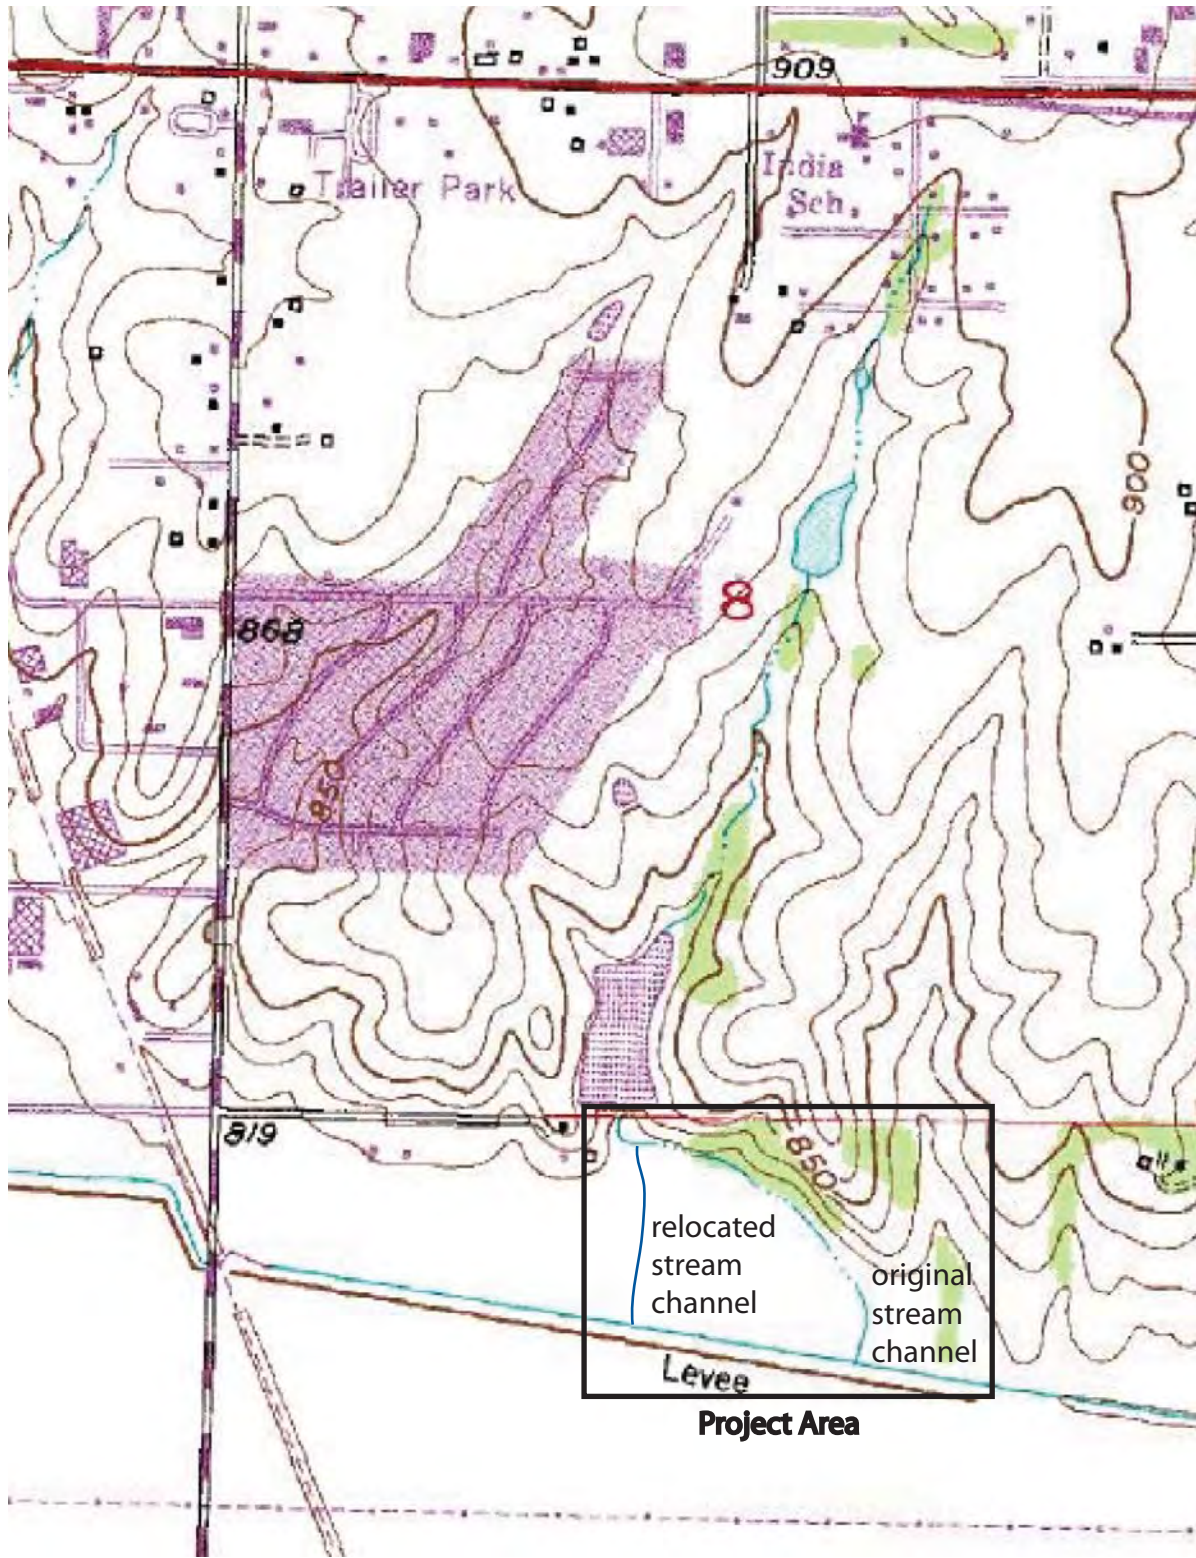 909
India
Sch.
Trailer Park
900
8
868
850
819
850
relocated
stream
channel
original
stream
channel
Levee
Project Area